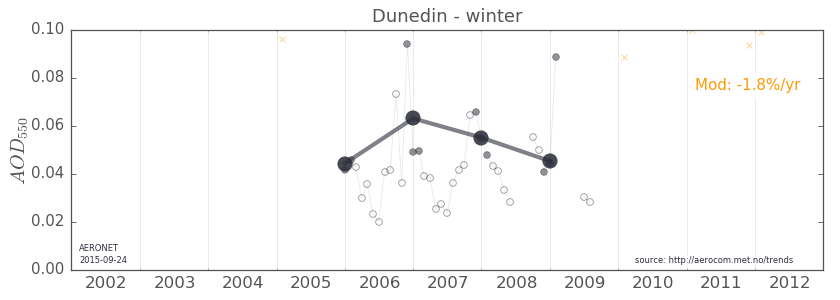 Dunedin - winter
0.10
0.08
0.06
0.04
0.02
0.00
AOD550
Mod: -1.8%/yr
AERONET
2015-09-24
source: http://aerocom.met.no/trends
2002 2003 2004 2005 2006 2007 2008 2009 2010 2011 2012